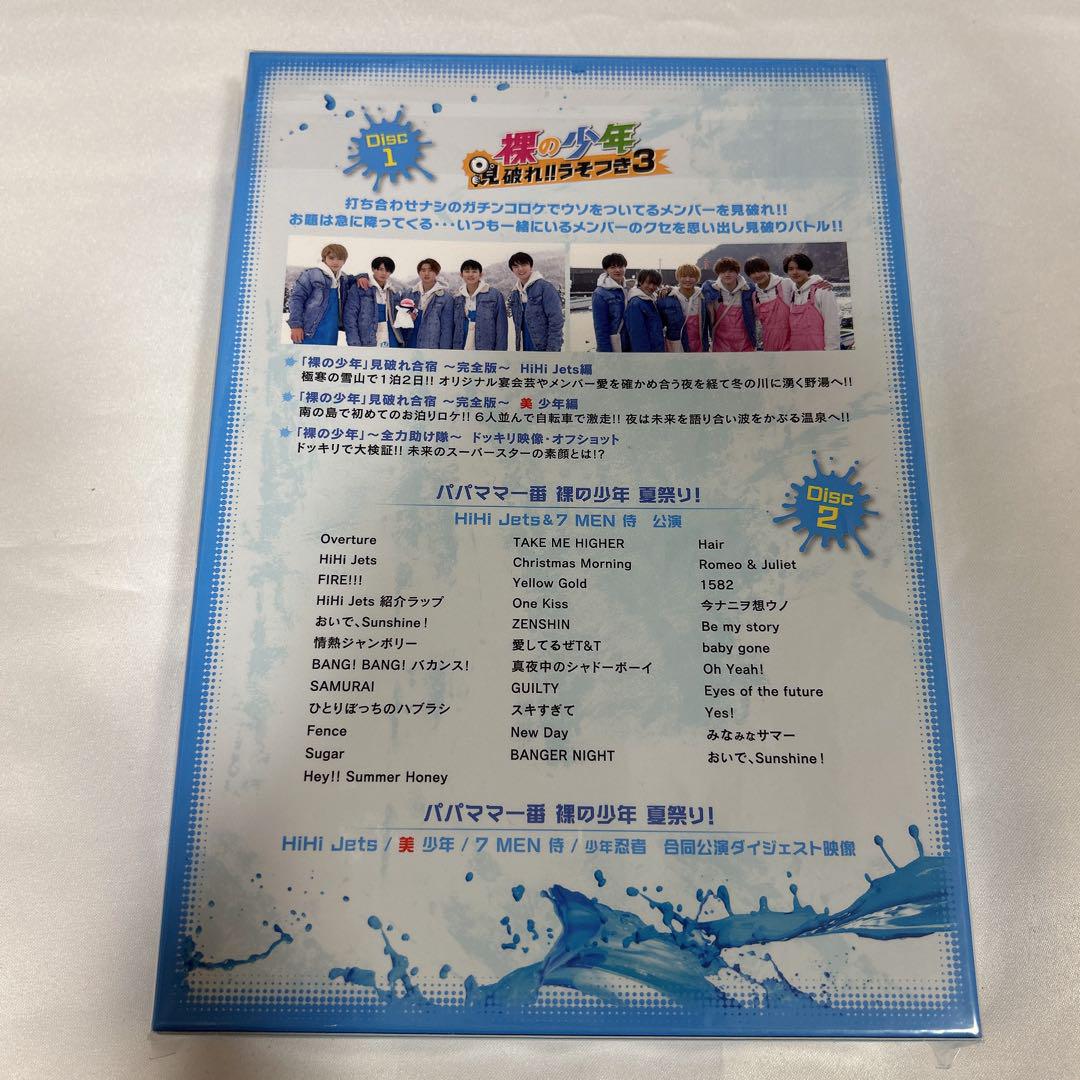 Disc
1
裸の少年
見破れ!!うそつき3
打ち合わせナシのガチンコロケでウソをついてるメンバーを見破れ!!
お題は急に降ってくる・・・いつも一緒にいるメンバーのクセを思い出し見破りバトル!!
「裸の少年」見破れ合宿 ～完全版～ HiHi Jets編
極寒の雪山で1泊2日!! オリジナル宴会芸やメンバー愛を確かめ合う夜を経て冬の川に湧く野湯へ!!
「裸の少年」見破れ合宿 ～完全版～ 美 少年編
南の島で初めてのお泊りロケ!! 6人並んで自転車で激走!! 夜は未来を語り合い波をかぶる温泉へ!!
「裸の少年」～全力助け隊～ ドッキリ映像・オフショット
ドッキリで大検証!! 未来のスーパースターの素顔とは!?
Disc
2
パパママ一番 裸の少年 夏祭り!
HiHi Jets&7 MEN 侍 公演
Overture
HiHi Jets
FIRE!!!
HiHi Jets 紹介ラップ
おいで、Sunshine!
情熱ジャンボリー
BANG! BANG! バカンス!
SAMURAI
ひとりぼっちのハブラシ
Fence
Sugar
Hey!! Summer Honey
TAKE ME HIGHER
Christmas Morning
Yellow Gold
One Kiss
ZENSHIN
愛してるぜT&T
真夜中のシャドーボーイ
GUILTY
スキすぎて
New Day
BANGER NIGHT
Hair
Romeo & Juliet
1582
今ナニヲ想ウノ
Be my story
baby gone
Oh Yeah!
Eyes of the future
Yes!
みなみなサマー
おいで、Sunshine!
パパママ一番 裸の少年 夏祭り!
HiHi Jets / 美 少年 / 7 MEN 侍 / 少年忍者 合同公演ダイジェスト映像